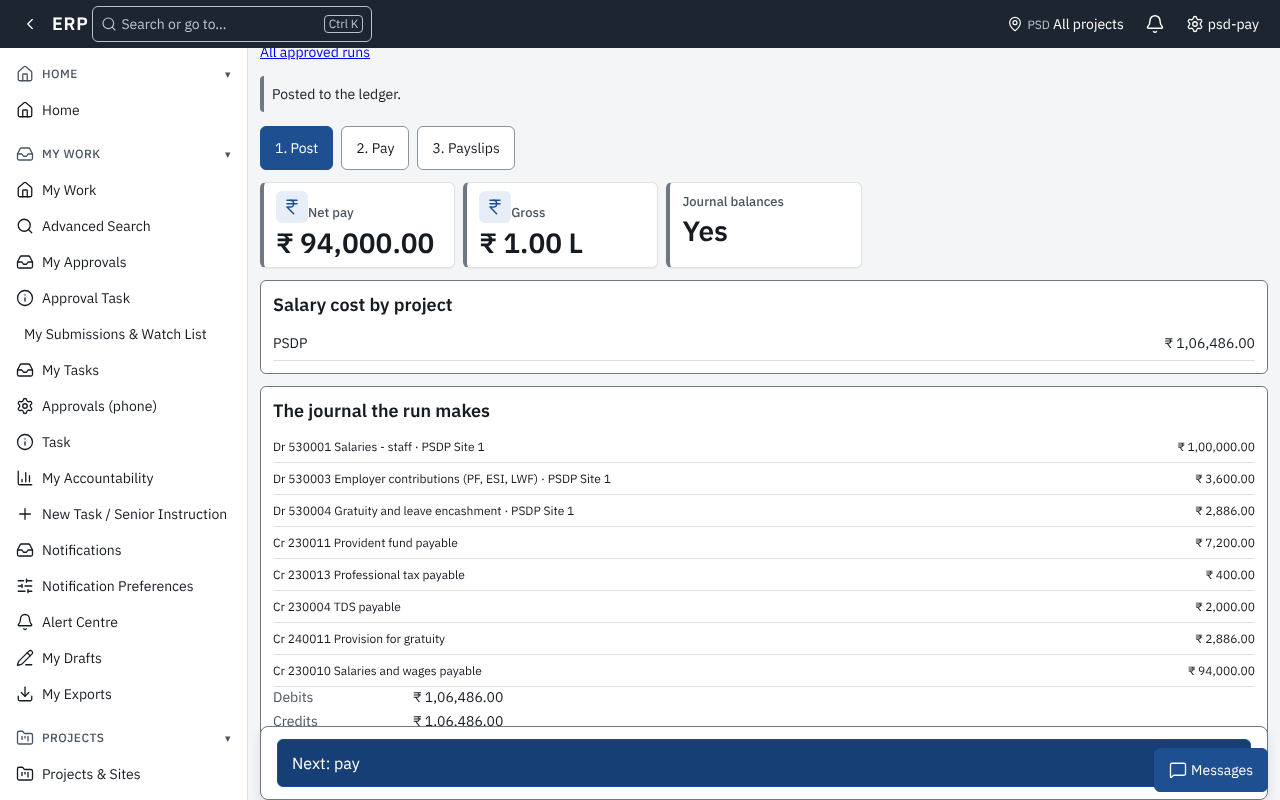 ERP
Search or go to...
Ctrl K
PSD All projects
psd-pay
HOME
Home
MY WORK
My Work
Advanced Search
My Approvals
Approval Task
My Submissions & Watch List
My Tasks
Approvals (phone)
Task
My Accountability
New Task / Senior Instruction
Notifications
Notification Preferences
Alert Centre
My Drafts
My Exports
PROJECTS
Projects & Sites
All approved runs
Posted to the ledger.
1. Post
2. Pay
3. Payslips
₹ Net pay
₹ 94,000.00
₹ Gross
₹ 1.00 L
Journal balances
Yes
Salary cost by project
PSDP ₹ 1,06,486.00
The journal the run makes
Dr 530001 Salaries - staff · PSDP Site 1 ₹ 1,00,000.00
Dr 530003 Employer contributions (PF, ESI, LWF) · PSDP Site 1 ₹ 3,600.00
Dr 530004 Gratuity and leave encashment · PSDP Site 1 ₹ 2,886.00
Cr 230011 Provident fund payable ₹ 7,200.00
Cr 230013 Professional tax payable ₹ 400.00
Cr 230004 TDS payable ₹ 2,000.00
Cr 240011 Provision for gratuity ₹ 2,886.00
Cr 230010 Salaries and wages payable ₹ 94,000.00
Debits ₹ 1,06,486.00
Credits ₹ 1,06,486.00
Next: pay
Messages